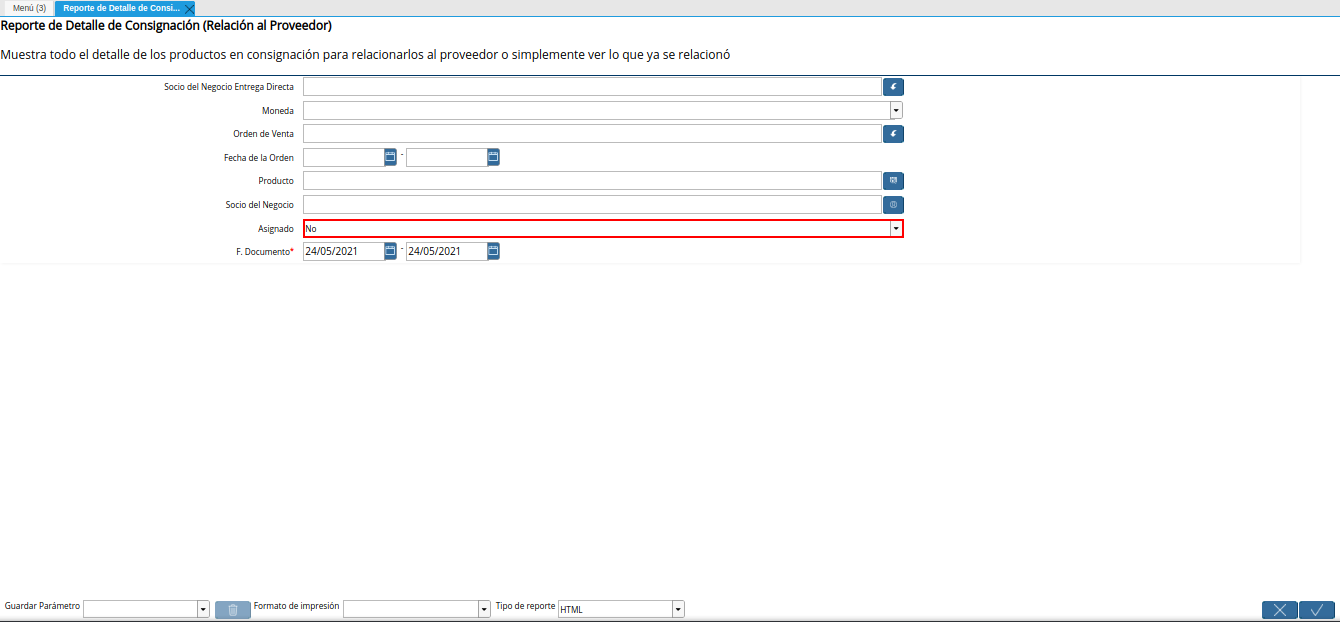 Menú (3) Reporte de Detalle de Consi...
Reporte de Detalle de Consignación (Relación al Proveedor)
Muestra todo el detalle de los productos en consignación para relacionarlos al proveedor o simplemente ver lo que ya se relacionó
Socio del Negocio Entrega Directa
Moneda
Orden de Venta
Fecha de la Orden -
Producto
Socio del Negocio
Asignado No
F. Documento* 24/05/2021 - 24/05/2021
Guardar Parámetro Formato de impresión Tipo de reporte HTML